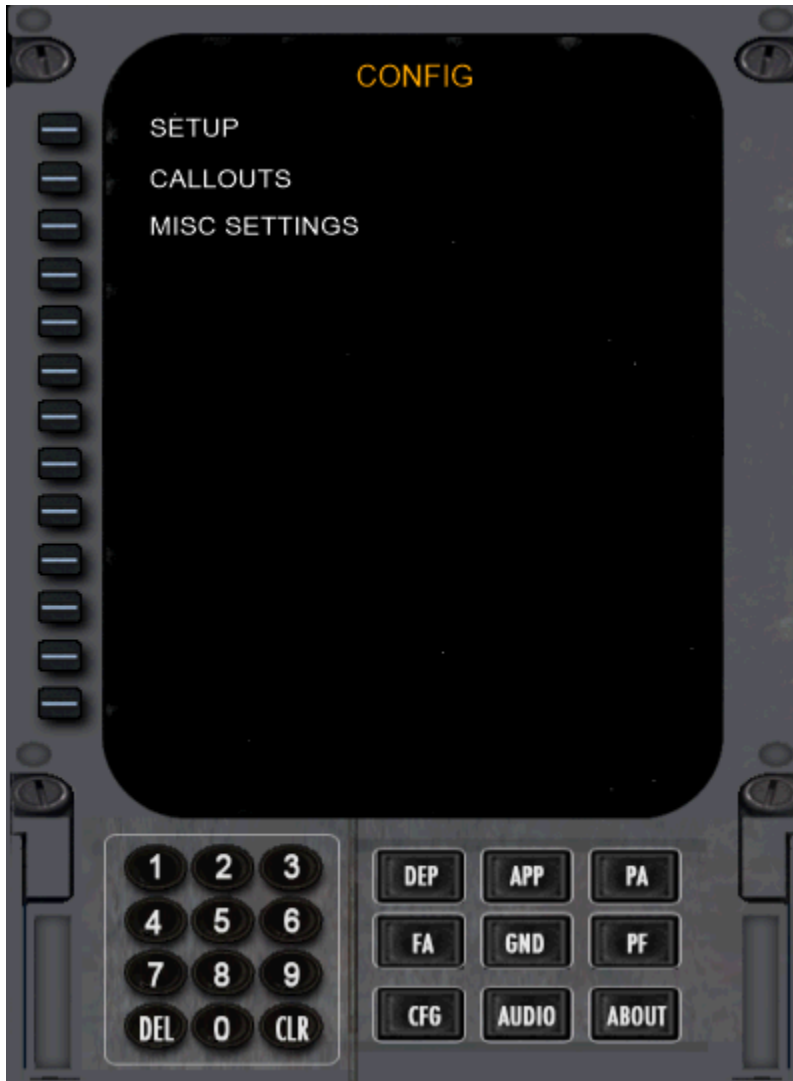 CONFIG
SETUP
CALLOUTS
MISC SETTINGS
1 2 3 DEP APP PA
4 5 6 FA GND PF
7 8 9
DEL 0 CLR CFG AUDIO ABOUT